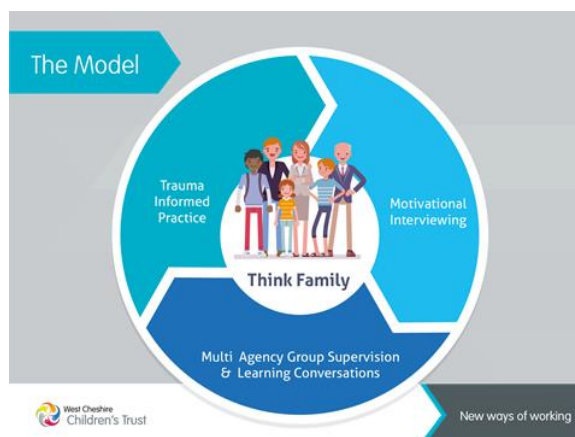 The Model
Trauma
Informed
Practice
Motivational
Interviewing
Think Family
Multi Agency Group Supervision
& Learning Conversations
West Cheshire
Children's Trust
New ways of working